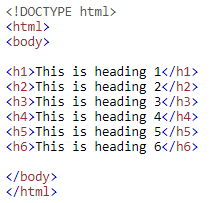 <!DOCTYPE html>
<html>
<body>

<h1>This is heading 1</h1>
<h2>This is heading 2</h2>
<h3>This is heading 3</h3>
<h4>This is heading 4</h4>
<h5>This is heading 5</h5>
<h6>This is heading 6</h6>

</body>
</html>